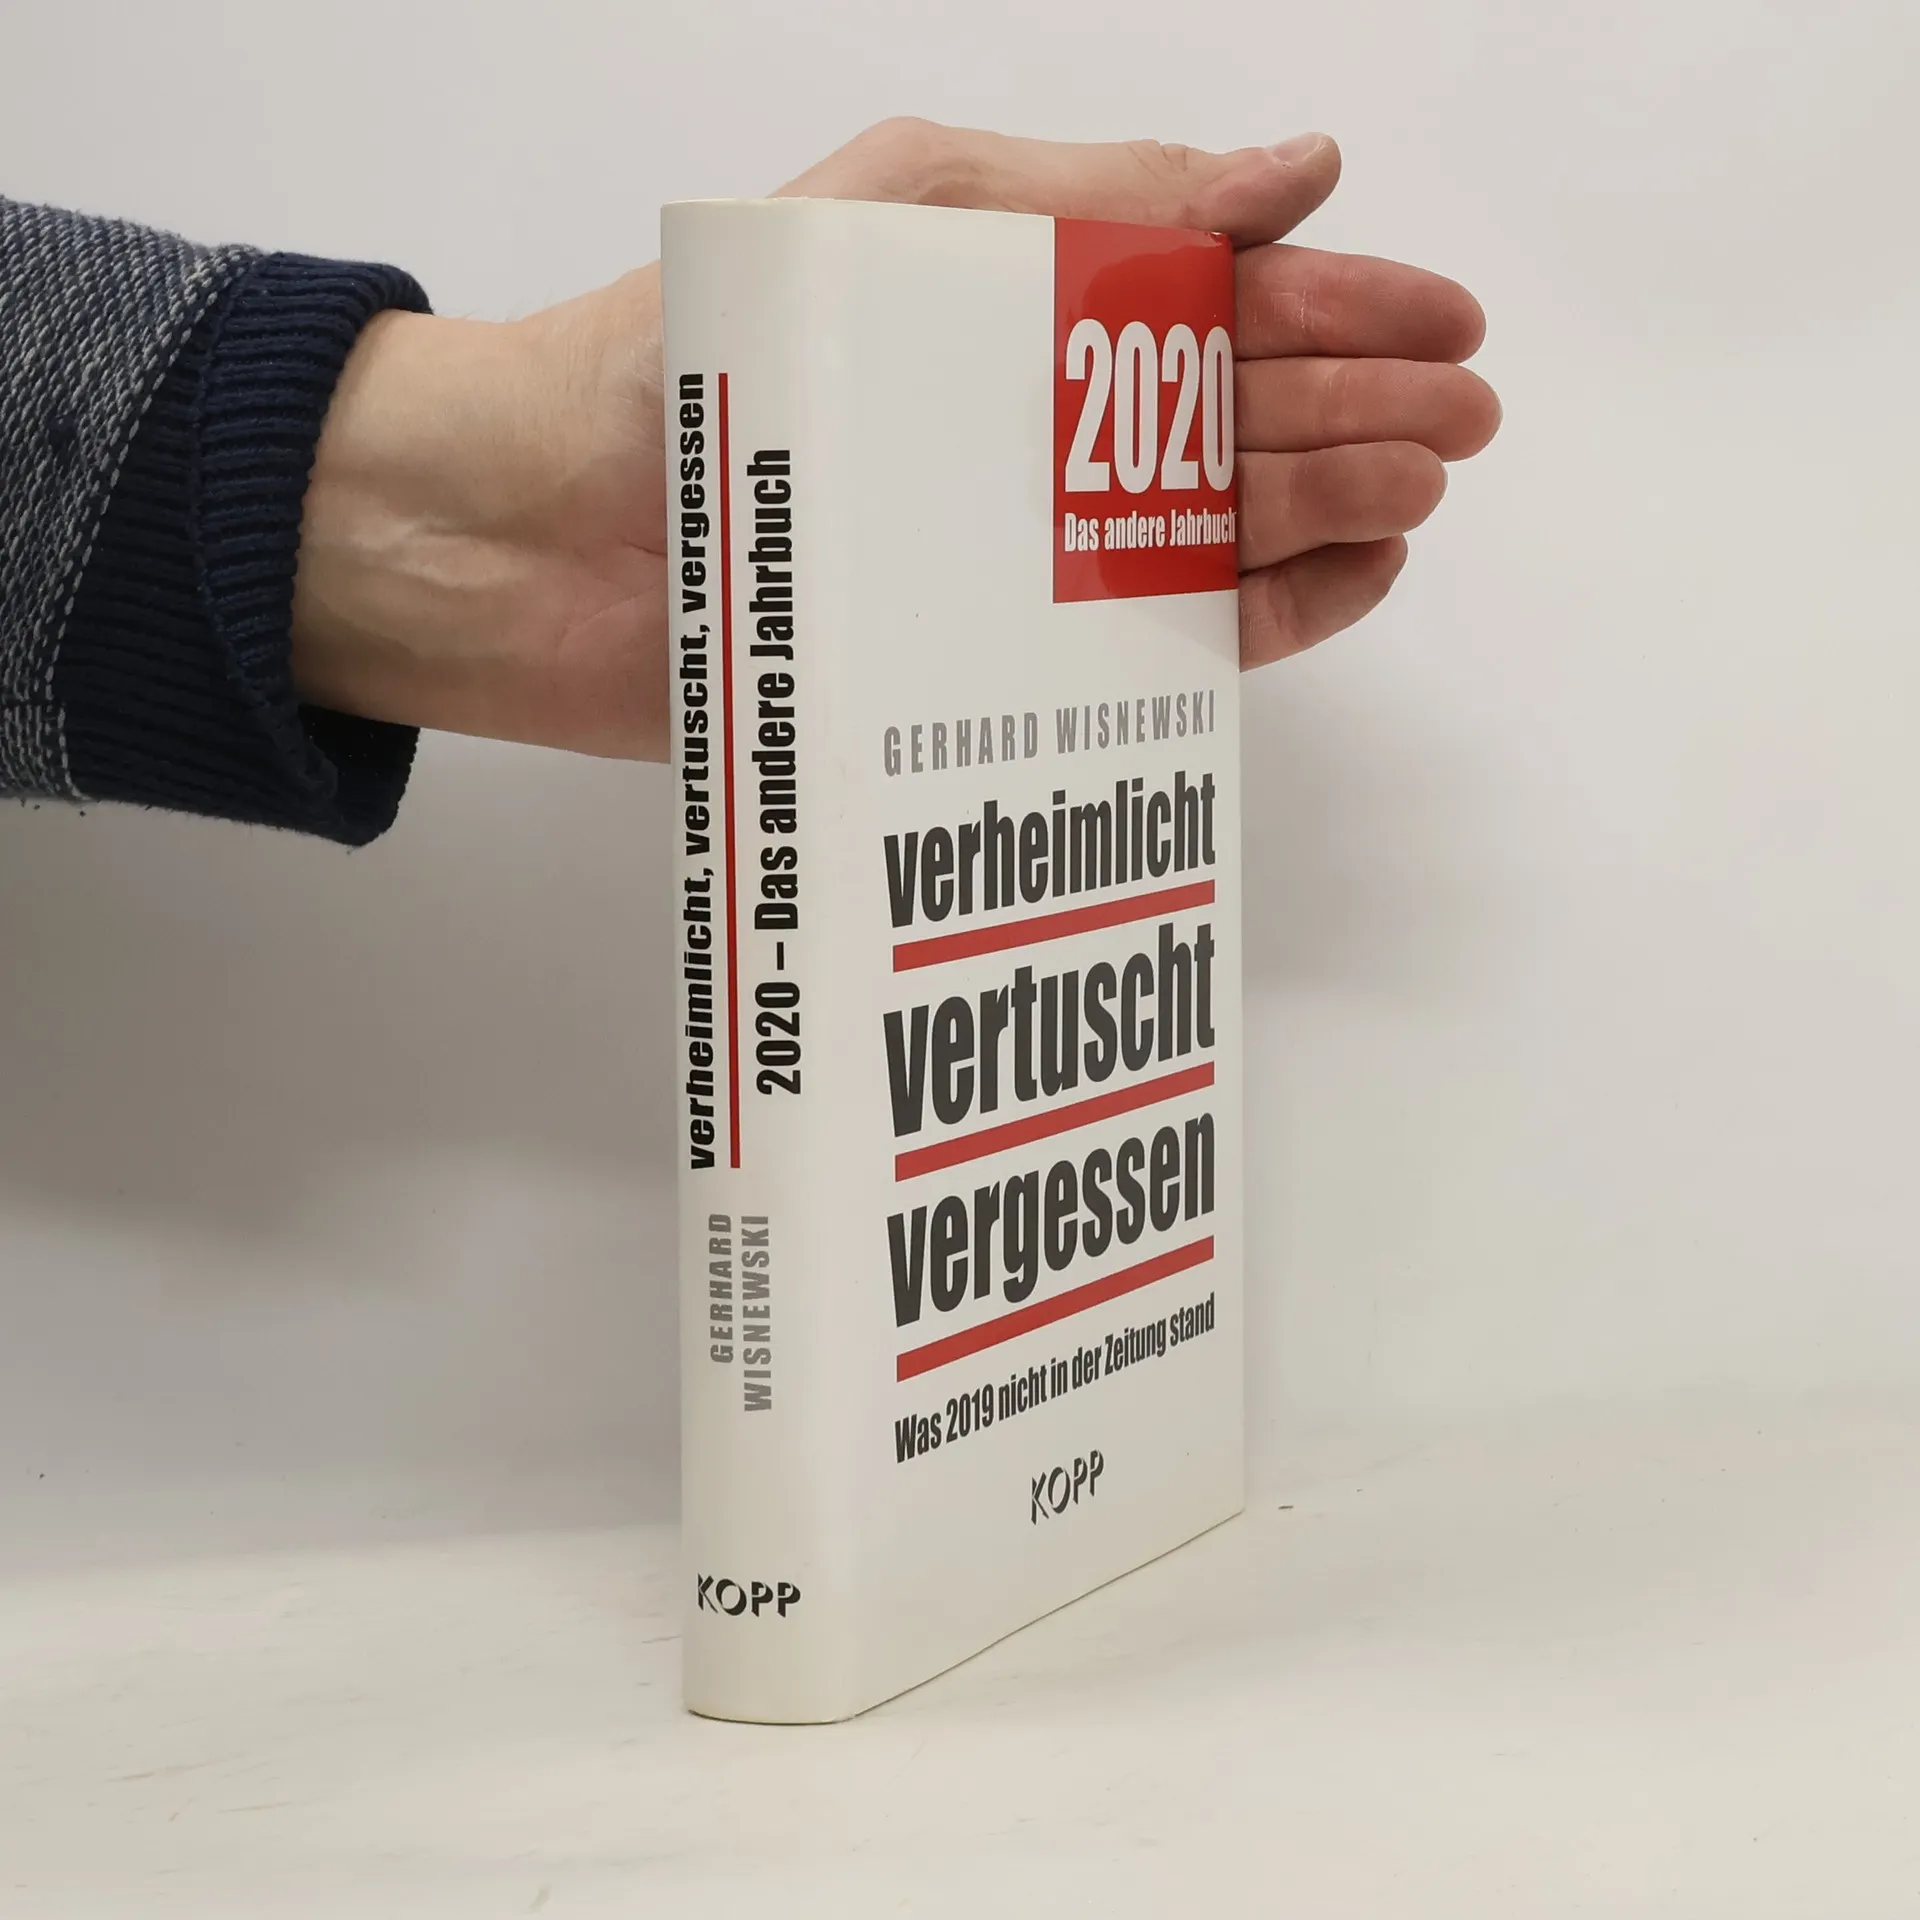 verheimlicht, vertuscht, vergessen
2020 – Das andere Jahrbuch
GERHARD
WISNEWSKI
KOPP
2020
Das andere Jahrbuch
GERHARD WISNEWSKI
verheimlicht
vertuscht
vergessen
Was 2019 nicht in der Zeitung stand
KOPP